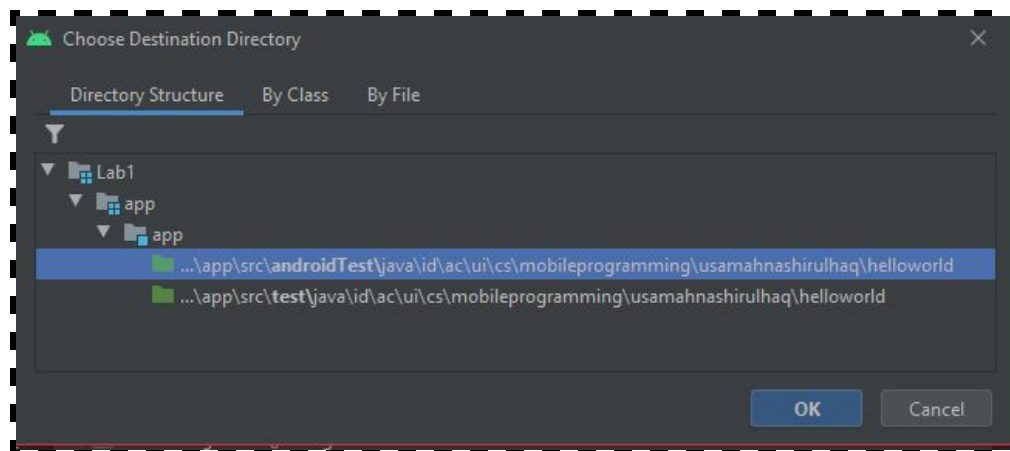 Choose Destination Directory
Directory Structure By Class By File
Lab1
app
app
...\app\src\androidTest\java\id\ac\ui\cs\mobileprogramming\usamahnashirulhaq\helloworld
...\app\src\test\java\id\ac\ui\cs\mobileprogramming\usamahnashirulhaq\helloworld
OK Cancel